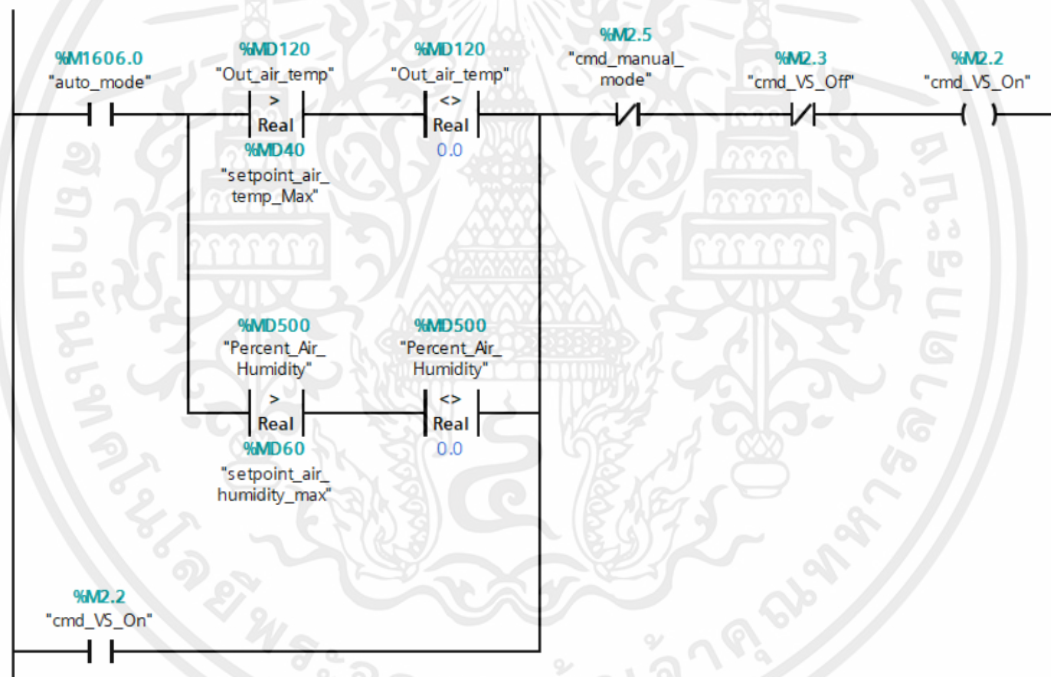 %M1606.0
"auto_mode"
%MD120
"Out_air_temp"
>
Real
%MD40
"setpoint_air_
temp_Max"
%MD120
"Out_air_temp"
<>
Real
0.0
%M2.5
"cmd_manual_
mode"
%M2.3
"cmd_VS_Off"
%M2.2
"cmd_VS_On"
%MD500
"Percent_Air_
Humidity"
>
Real
%MD60
"setpoint_air_
humidity_max"
%MD500
"Percent_Air_
Humidity"
<>
Real
0.0
%M2.2
"cmd_VS_On"